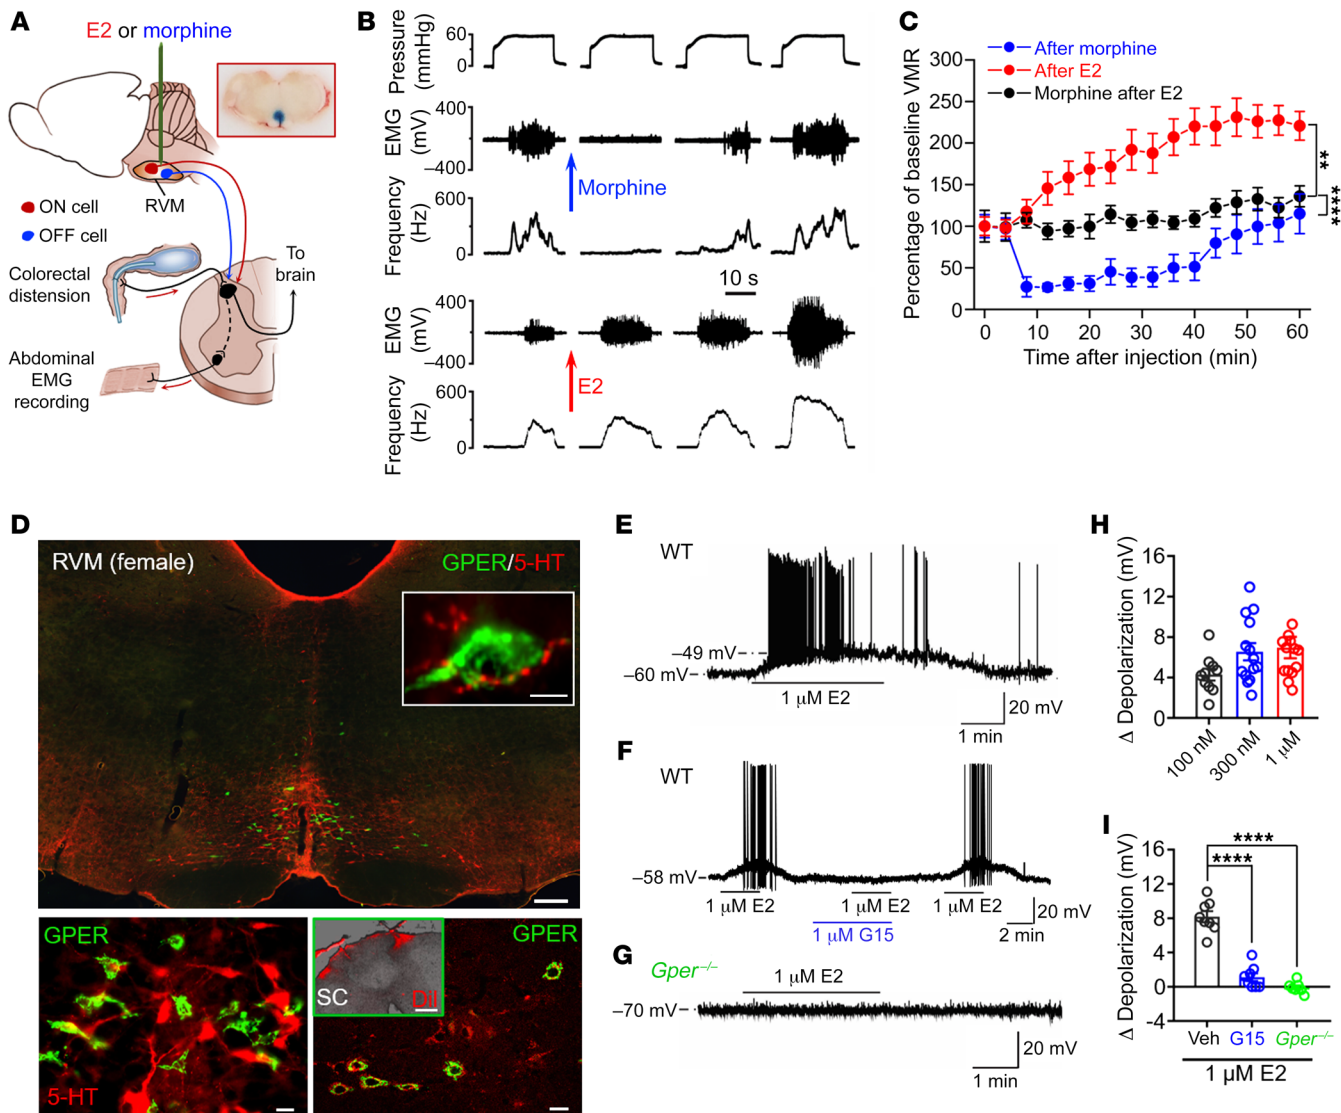 A
E2 or morphine
RVM
ON cell
OFF cell
Colorectal
distension
To
brain
Abdominal
EMG
recording
B
Pressure
(mmHg)
60
0
EMG
(mV)
400
–400
Morphine
Frequency
(Hz)
600
0
10 s
EMG
(mV)
400
–400
E2
Frequency
(Hz)
600
0
C
After morphine
After E2
Morphine after E2
Percentage of baseline VMR
300
250
200
150
100
50
0
0 10 20 30 40 50 60
Time after injection (min)
**
****
D
RVM (female)
GPER/5-HT
GPER
5-HT
GPER
SC
DiI
E
WT
–49 mV
–60 mV
1 μM E2
20 mV
1 min
F
WT
–58 mV
1 μM E2 1 μM E2 1 μM E2
1 μM G15
20 mV
2 min
G
Gper–/–
1 μM E2
–70 mV
20 mV
1 min
H
Δ Depolarization (mV)
16
12
8
4
0
100 nM 300 nM 1 μM
I
Δ Depolarization (mV)
16
12
8
4
0
–4
****
****
Veh G15 Gper–/–
1 μM E2